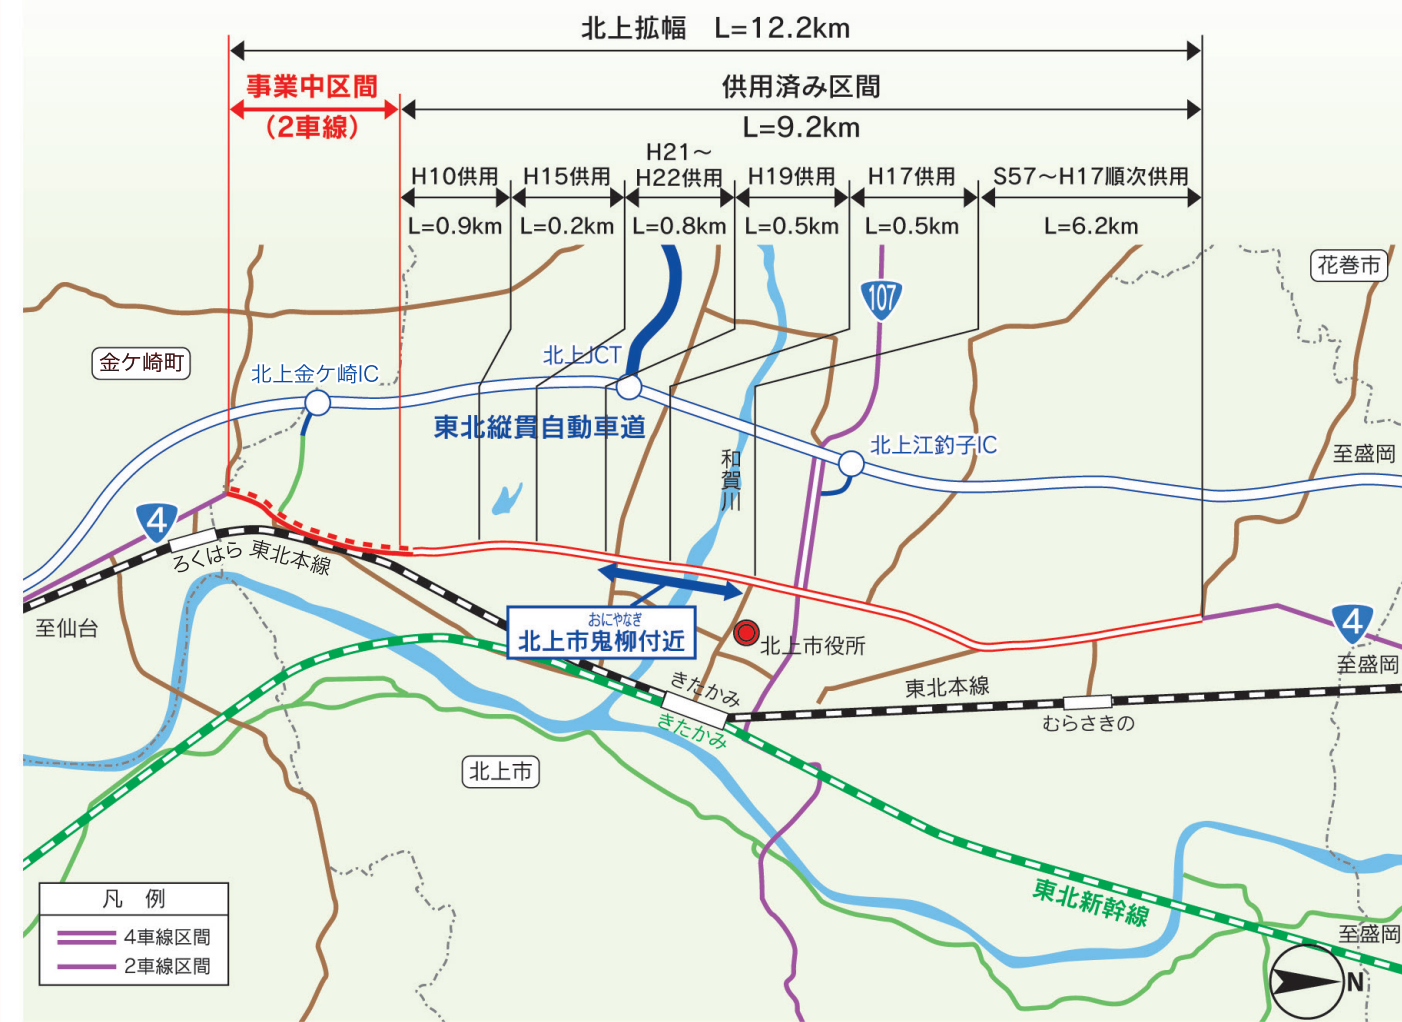 北上拡幅　L=12.2km
事業中区間
（2車線）
供用済み区間
L=9.2km
H10供用
L=0.9km
H15供用
L=0.2km
H21～
H22供用
L=0.8km
H19供用
L=0.5km
H17供用
L=0.5km
S57～H17順次供用
L=6.2km
花巻市
107
金ケ崎町
北上金ケ崎IC
北上JCT
東北縦貫自動車道
和賀川
北上江釣子IC
至盛岡
4
ろくはら
東北本線
至仙台
おにやなぎ
北上市鬼柳付近
北上市役所
4
至盛岡
きたかみ
きたかみ
東北本線
むらさきの
北上市
東北新幹線
至盛岡
凡　例
4車線区間
2車線区間
N